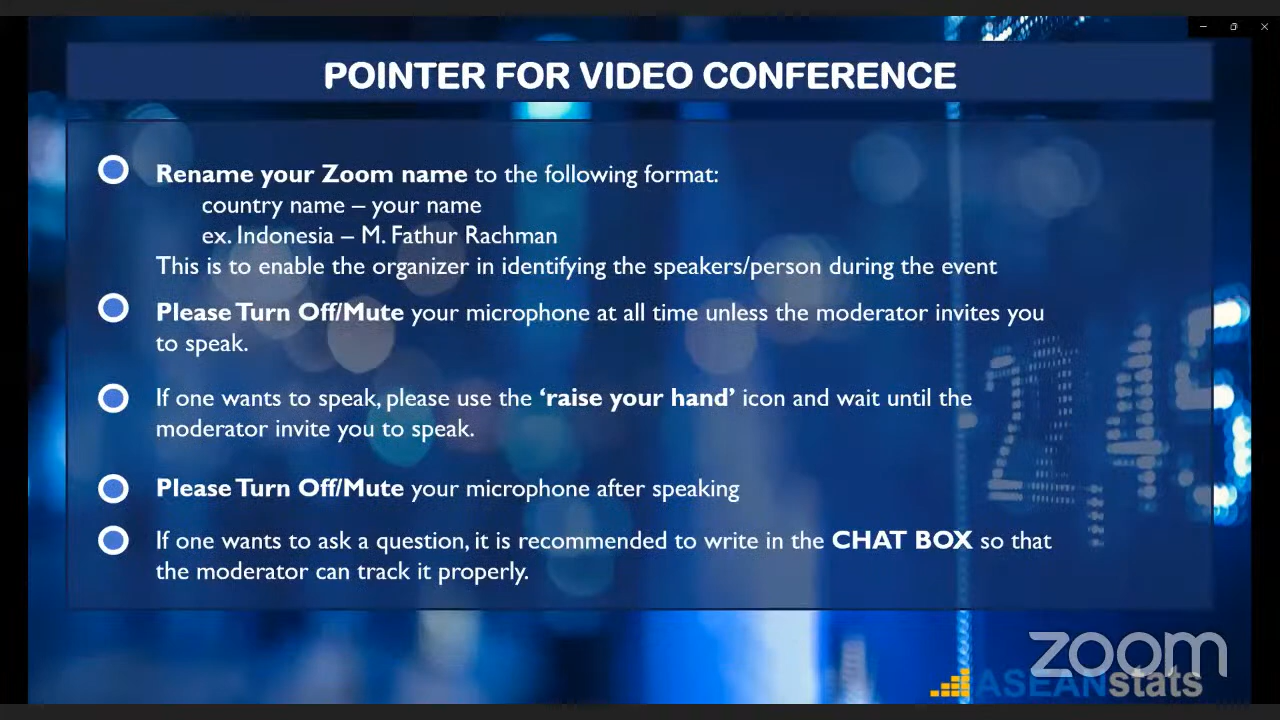 POINTER FOR VIDEO CONFERENCE
Rename your Zoom name to the following format:
country name – your name
ex. Indonesia – M. Fathur Rachman
This is to enable the organizer in identifying the speakers/person during the event
Please Turn Off/Mute your microphone at all time unless the moderator invites you
to speak.
If one wants to speak, please use the ‘raise your hand’ icon and wait until the
moderator invite you to speak.
Please Turn Off/Mute your microphone after speaking
If one wants to ask a question, it is recommended to write in the CHAT BOX so that
the moderator can track it properly.
zoom
ASEANstats